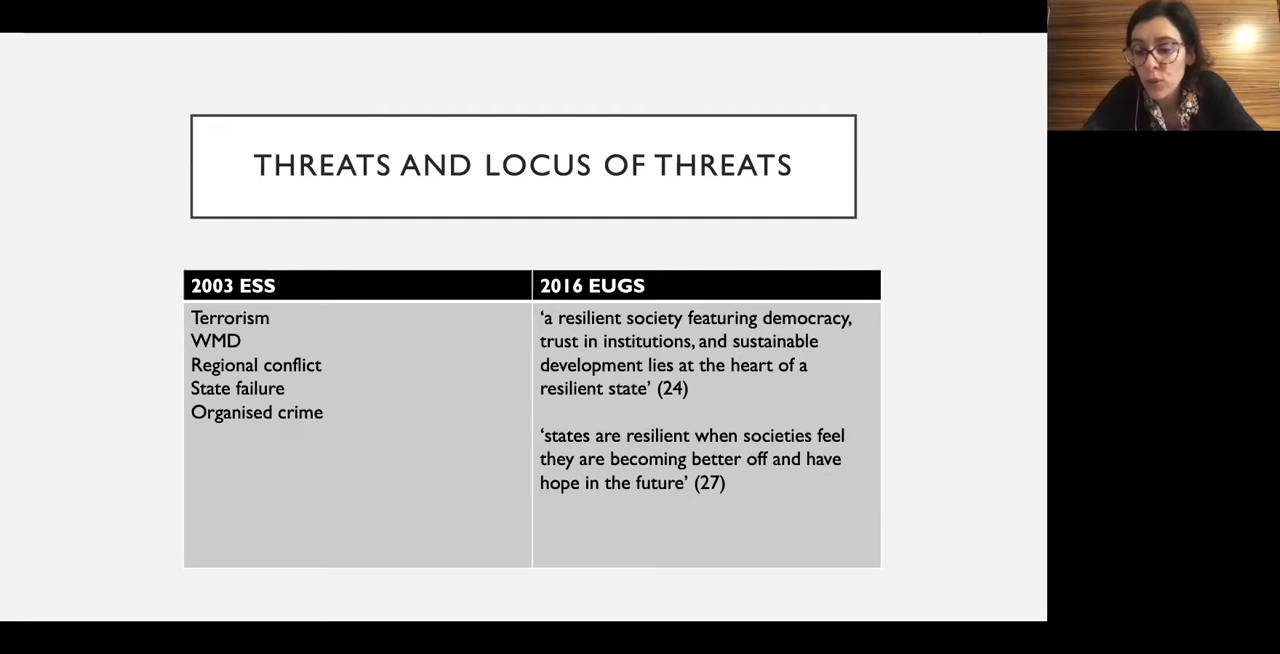 THREATS AND LOCUS OF THREATS
2003 ESS
Terrorism
WMD
Regional conflict
State failure
Organised crime
2016 EUGS
‘a resilient society featuring democracy,
trust in institutions, and sustainable
development lies at the heart of a
resilient state’ (24)
‘states are resilient when societies feel
they are becoming better off and have
hope in the future’ (27)